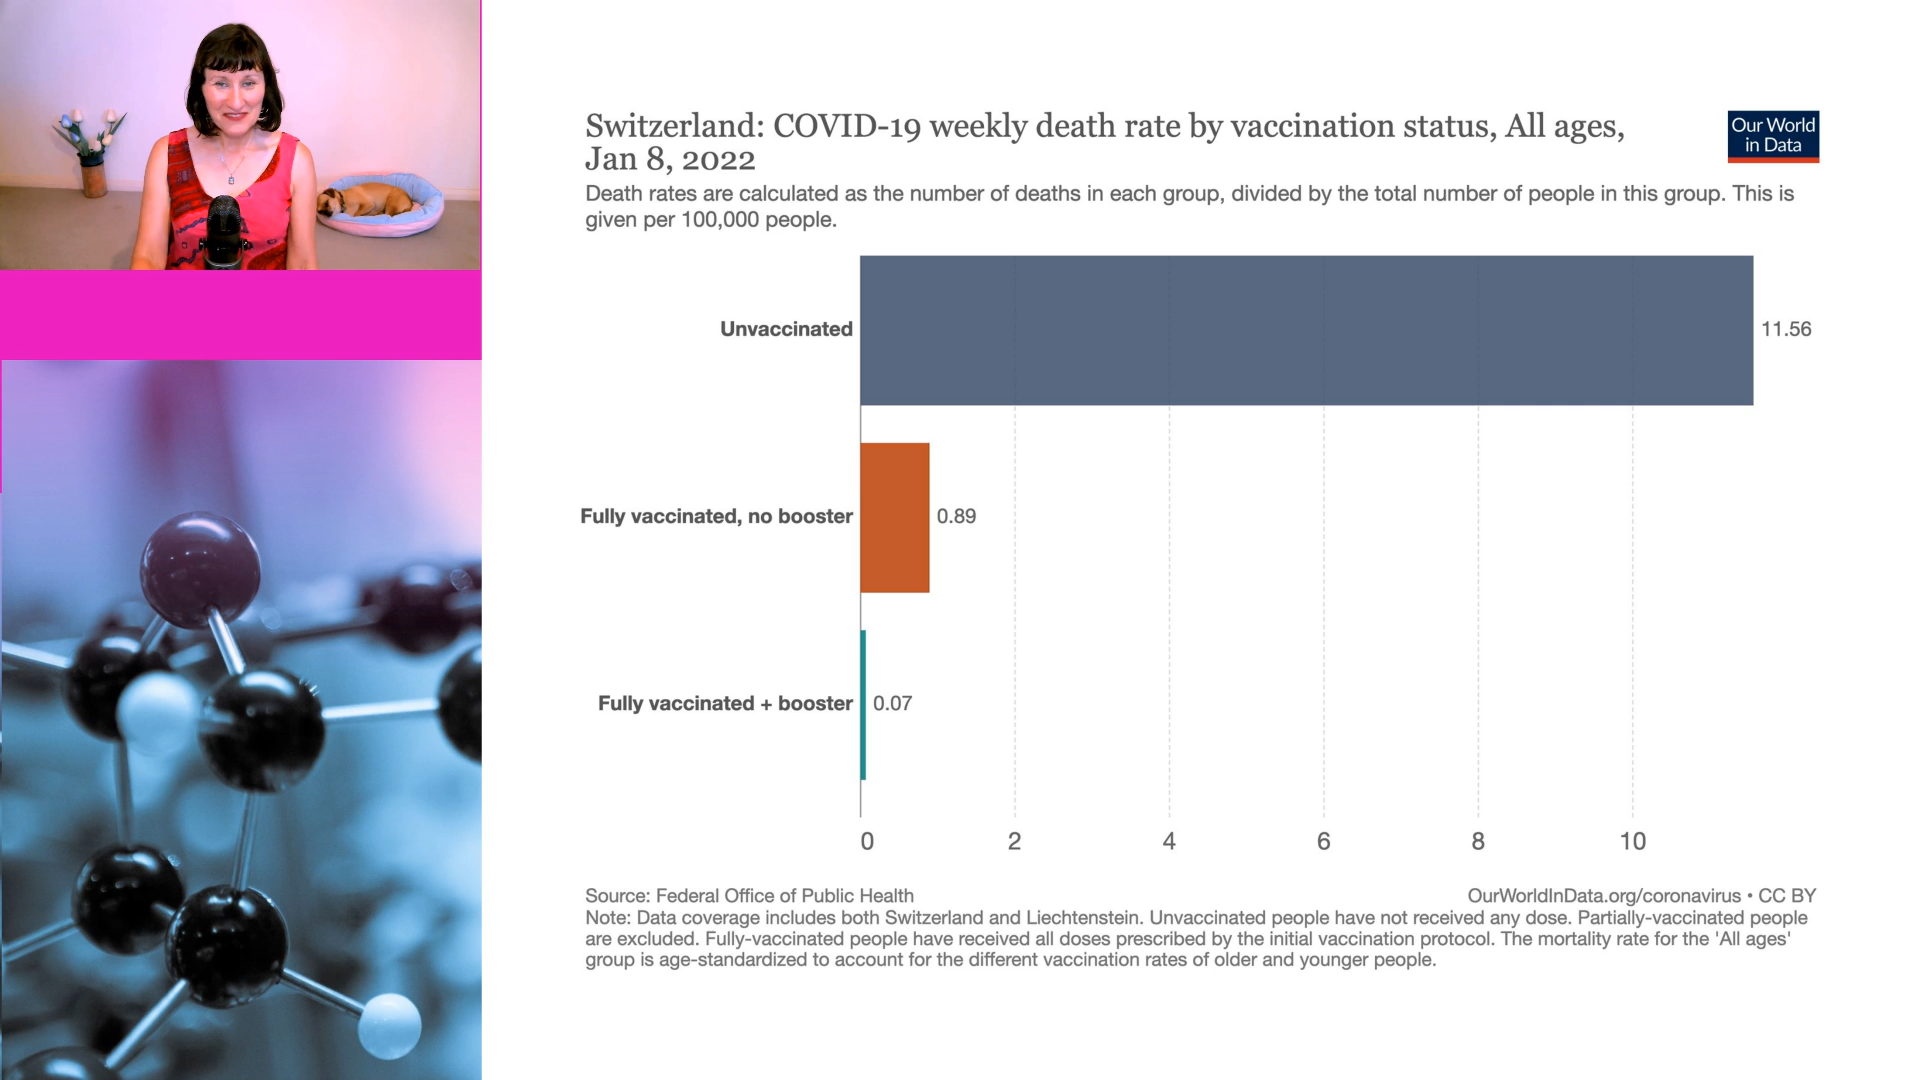 Switzerland: COVID-19 weekly death rate by vaccination status, All ages,
Jan 8, 2022
Our World
in Data
Death rates are calculated as the number of deaths in each group, divided by the total number of people in this group. This is
given per 100,000 people.
Unvaccinated
11.56
Fully vaccinated, no booster
0.89
Fully vaccinated + booster
0.07
0 2 4 6 8 10
Source: Federal Office of Public Health
OurWorldInData.org/coronavirus • CC BY
Note: Data coverage includes both Switzerland and Liechtenstein. Unvaccinated people have not received any dose. Partially-vaccinated people
are excluded. Fully-vaccinated people have received all doses prescribed by the initial vaccination protocol. The mortality rate for the 'All ages'
group is age-standardized to account for the different vaccination rates of older and younger people.